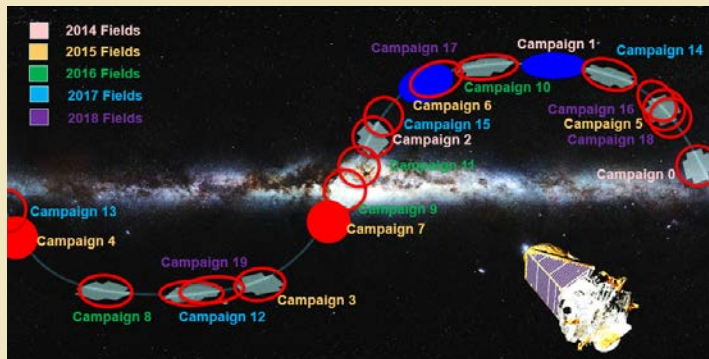 2014 Fields
2015 Fields
2016 Fields
2017 Fields
2018 Fields
Campaign 17
Campaign 1
Campaign 14
Campaign 10
Campaign 6
Campaign 16
Campaign 5
Campaign 18
Campaign 15
Campaign 2
Campaign 11
Campaign 0
Campaign 13
Campaign 9
Campaign 7
Campaign 4
Campaign 19
Campaign 3
Campaign 8
Campaign 12